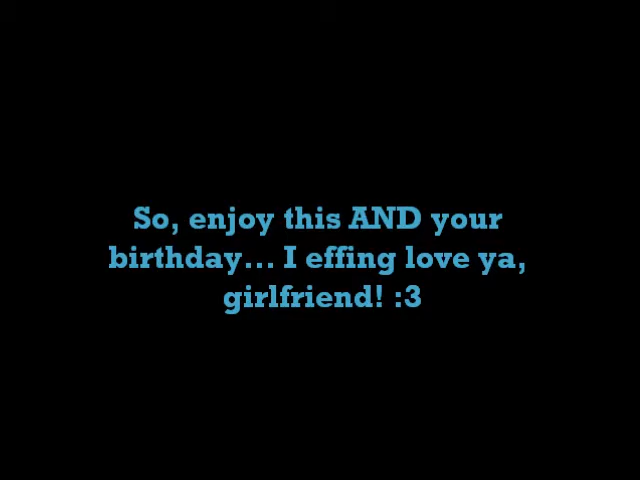 So, enjoy this AND your
birthday... I effing love ya,
girlfriend! :3